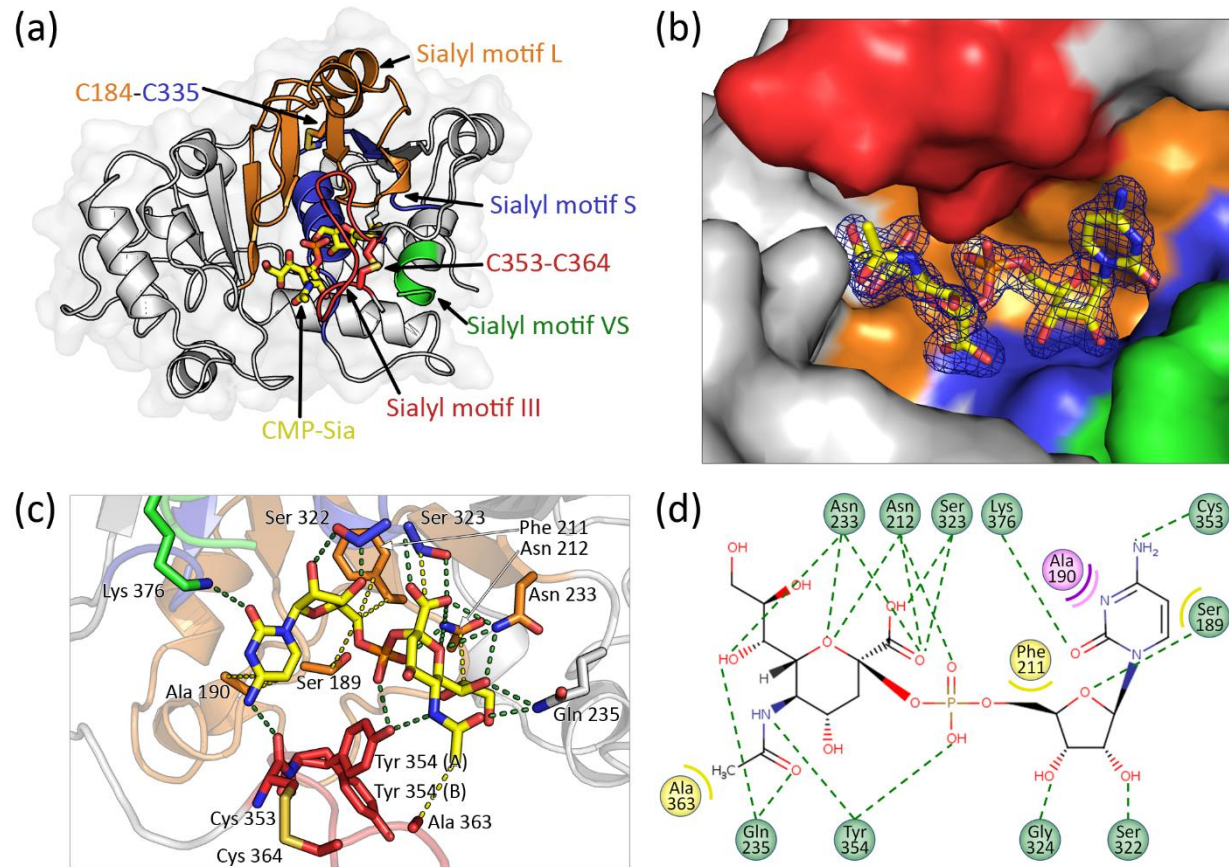 (a)
Sialyl motif L
C184-C335
Sialyl motif S
C353-C364
Sialyl motif VS
Sialyl motif III
CMP-Sia
(b)
(c)
Ser 322
Ser 323
Phe 211
Asn 212
Asn 233
Lys 376
Ser 189
Ala 190
Gln 235
Tyr 354 (A)
Tyr 354 (B)
Ala 363
Cys 353
Cys 364
(d)
Asn
233
Asn
212
Ser
323
Lys
376
Cys
353
OH
NH₂
Ala
190
OH
N
Ser
189
OH
O
O
O
Phe
211
O
N
HO
H
O
O
P
O
O
HN
OH
OH
H₃C
O
OH
OH
Ala
363
Gln
235
Tyr
354
Gly
324
Ser
322